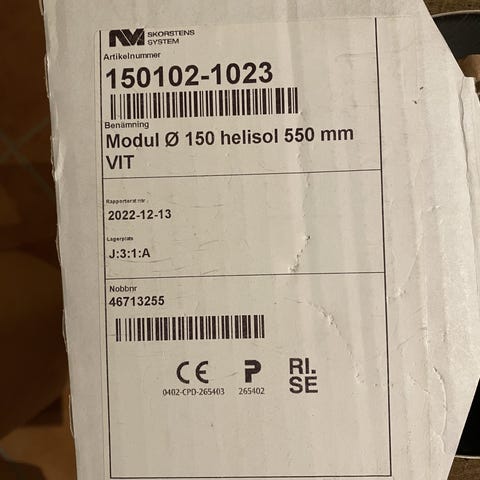 NVI SKORSTENS
SYSTEM
Artikelnummer
150102-1023
Benämning
Modul Ø 150 helisol 550 mm
VIT
Rapporterat nr.
2022-12-13
Lagerplats
J:3:1:A
Nobbnr
46713255
CE P RI.
SE
0402-CPD-265403 265402